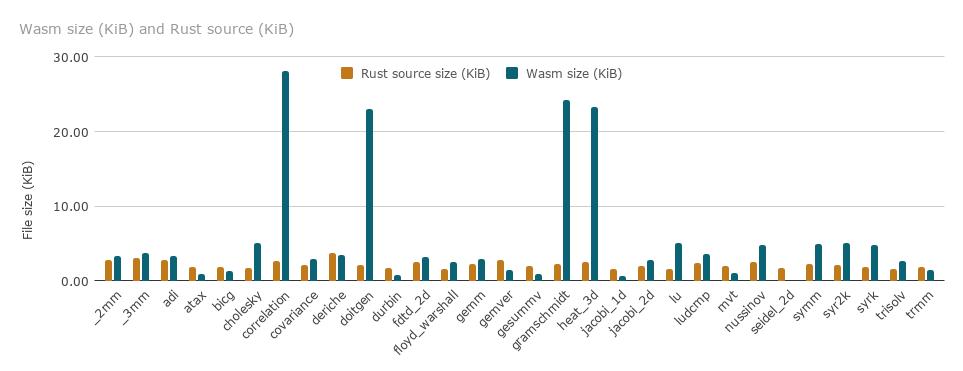 Wasm size (KiB) and Rust source (KiB)
30.00
Rust source size (KiB) Wasm size (KiB)
20.00
10.00
0.00
File size (KiB)
_2mm
_3mm
adi
atax
bicg
cholesky
correlation
covariance
deriche
doitgen
durbin
fdtd_2d
floyd_warshall
gemm
gemver
gesummv
gramschmidt
heat_3d
jacobi_1d
jacobi_2d
lu
ludcmp
mvt
nussinov
seidel_2d
symm
syr2k
syrk
trisolv
trmm